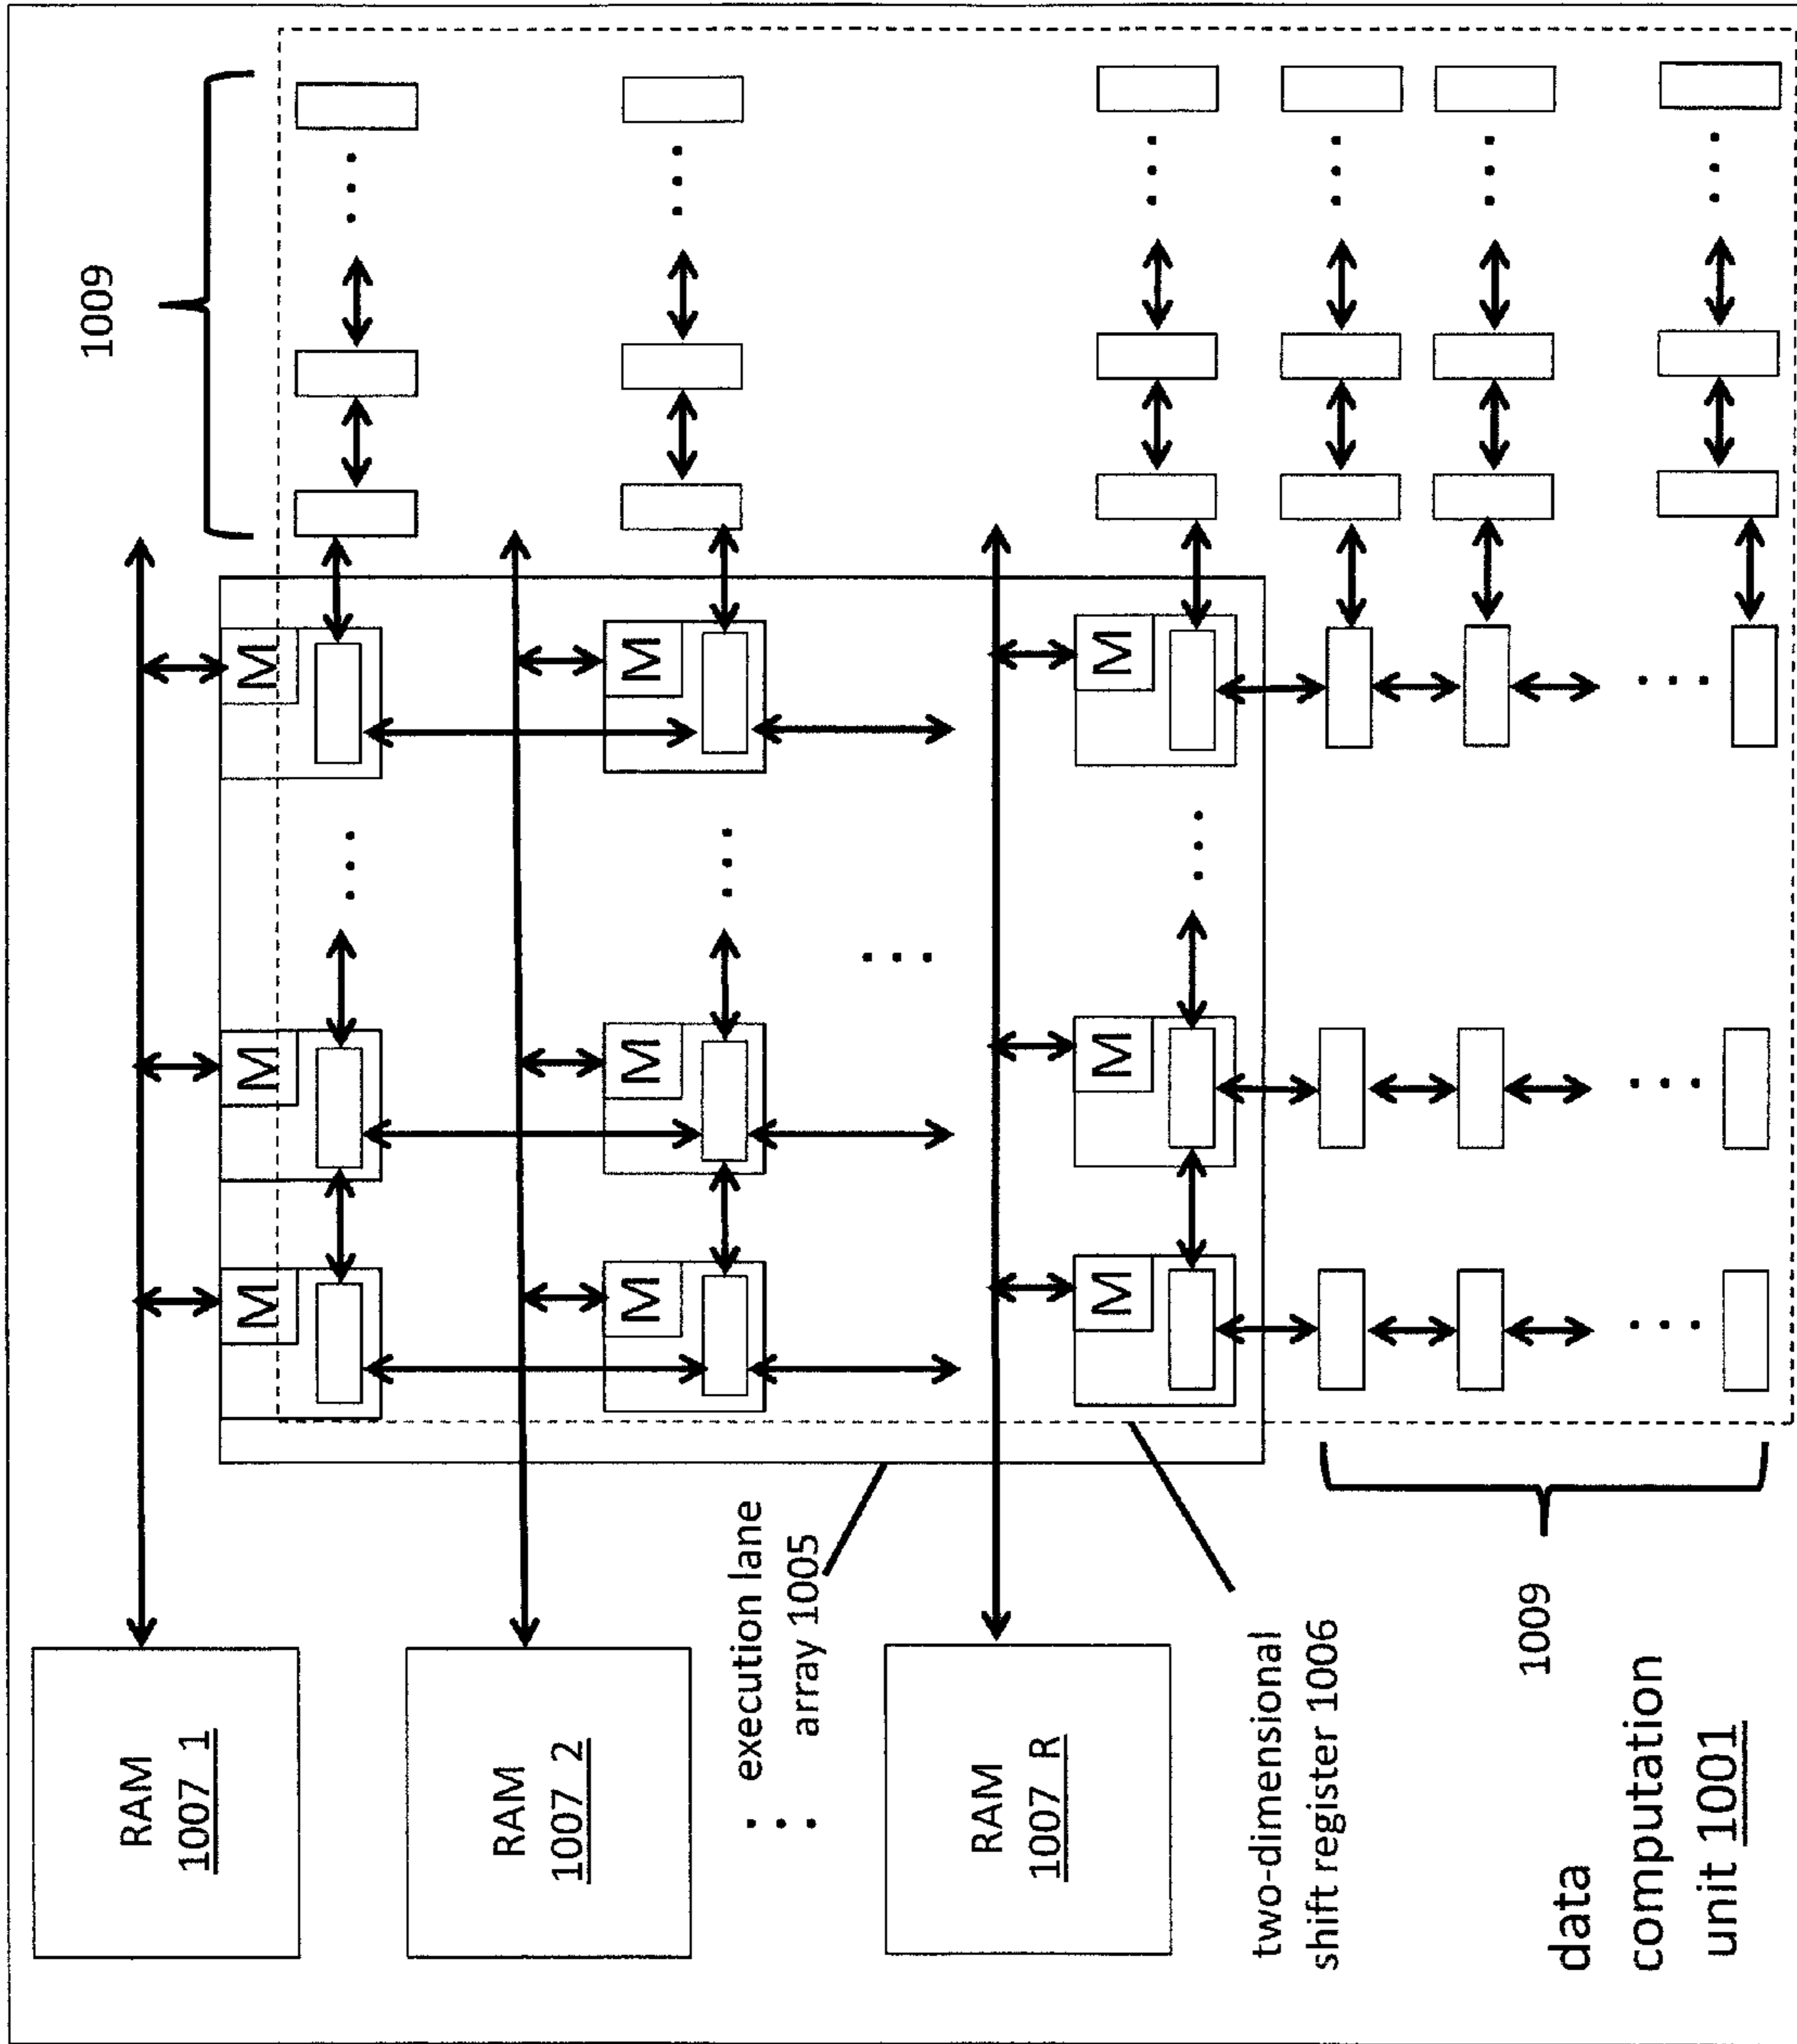 1009
RAM
1007_1
M M M
RAM
1007_2
M M M
execution lane
array 1005
RAM
1007_R
M M M
two-dimensional
shift register 1006
1009
data
computation
unit 1001